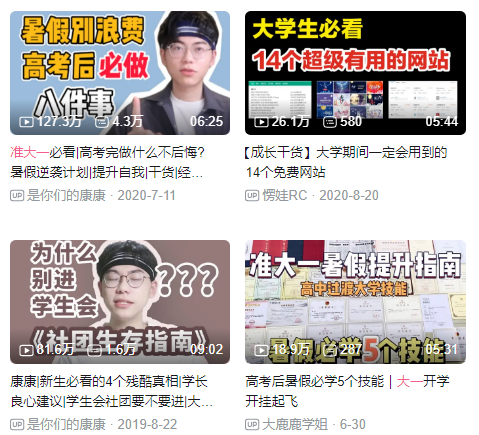 暑假别浪费
高考后必做
八件事
127.3万 4.3万 06:25
准大一必看|高考完做什么不后悔?
暑假逆袭计划|提升自我|干货|经…
UP 是你们的康康 · 2020-7-11
大学生必看
14个超级有用的网站
26.1万 580 05:44
【成长干货】大学期间一定会用到的
14个免费网站
UP 愣娃RC · 2020-8-20
为什么
别进
学生会
???
《社团生存指南》
81.6万 1.6万 09:02
康康|新生必看的4个残酷真相|学长
良心建议|学生会社团要不要进|大…
UP 是你们的康康 · 2019-8-22
准大一暑假提升指南
高中过渡大学技能
暑假必学5个技能
18.9万 287 05:31
高考后暑假必学5个技能｜大一开学
开挂起飞
UP 大鹿鹿学姐 · 6-30